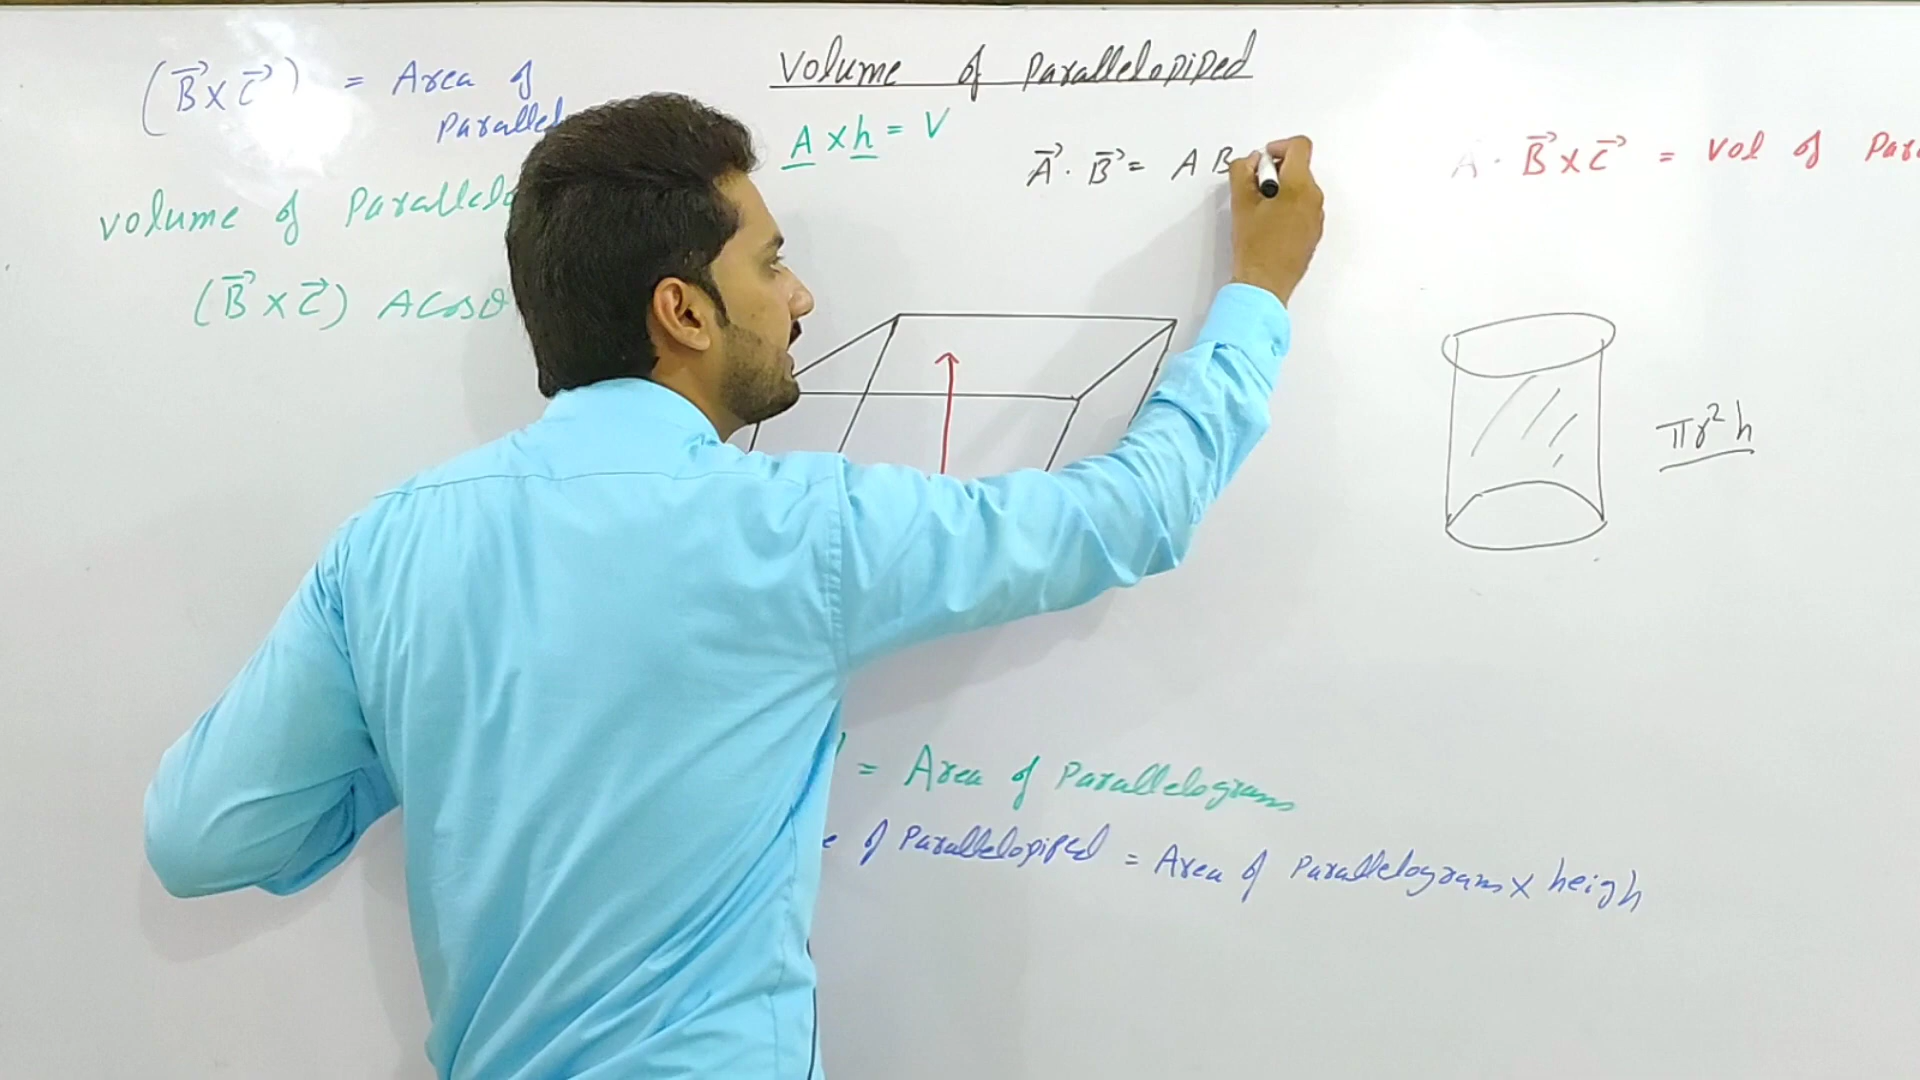 Volume of Parallelopiped
(B⃗ x C⃗) = Area of
Parallel
A x h = V
A⃗ . B⃗ = A B
A . B⃗ x C⃗ = Vol of Par
Volume of Parallelo
(B⃗ x C⃗) A Cosθ
πr²h
= Area of Parallelogram
e of Parallelopiped = Area of Parallelogram x heigh